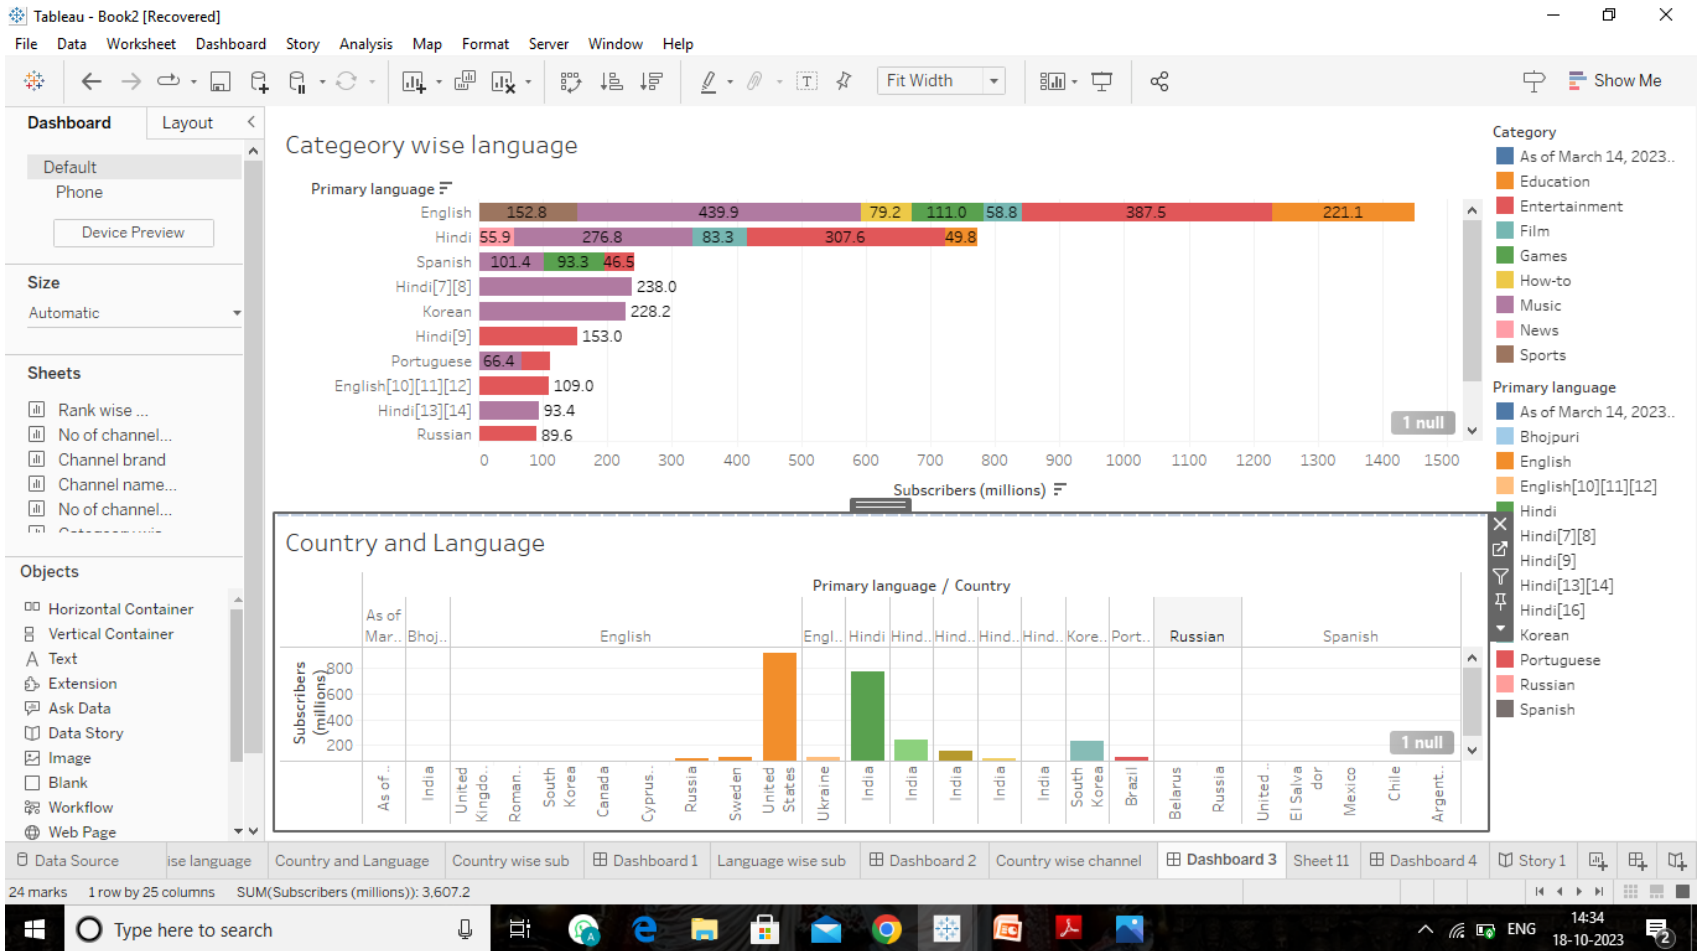 Tableau - Book2 [Recovered]
File Data Worksheet Dashboard Story Analysis Map Format Server Window Help
Fit Width
Show Me
Dashboard Layout
Default
Phone
Device Preview
Size
Automatic
Sheets
Rank wise ...
No of channel...
Channel brand
Channel name...
No of channel...
Objects
Horizontal Container
Vertical Container
Text
Extension
Ask Data
Data Story
Image
Blank
Workflow
Web Page
Categeory wise language
Primary language
English 152.8 439.9 79.2 111.0 58.8 387.5 221.1
Hindi 55.9 276.8 83.3 307.6 49.8
Spanish 101.4 93.3 46.5
Hindi[7][8] 238.0
Korean 228.2
Hindi[9] 153.0
Portuguese 66.4
English[10][11][12] 109.0
Hindi[13][14] 93.4
Russian 89.6
1 null
0 100 200 300 400 500 600 700 800 900 1000 1100 1200 1300 1400 1500
Subscribers (millions)
Country and Language
Primary language / Country
As of
Mar.. Bhoj.. English Engl.. Hindi Hind.. Hind.. Hind.. Hind.. Kore.. Port.. Russian Spanish
Subscribers
(millions)
800
600
400
200
1 null
As of ..
India
United
Kingdo..
Roman..
South
Korea
Canada
Cyprus..
Russia
Sweden
United
States
Ukraine
India
India
India
India
India
South
Korea
Brazil
Belarus
Russia
United ..
El Salva
dor
Mexico
Chile
Argent..
Category
As of March 14, 2023..
Education
Entertainment
Film
Games
How-to
Music
News
Sports
Primary language
As of March 14, 2023..
Bhojpuri
English
English[10][11][12]
Hindi
Hindi[7][8]
Hindi[9]
Hindi[13][14]
Hindi[16]
Korean
Portuguese
Russian
Spanish
Data Source ise language Country and Language Country wise sub Dashboard 1 Language wise sub Dashboard 2 Country wise channel Dashboard 3 Sheet 11 Dashboard 4 Story 1
24 marks 1 row by 25 columns SUM(Subscribers (millions)): 3,607.2
Type here to search
ENG
14:34
18-10-2023
2